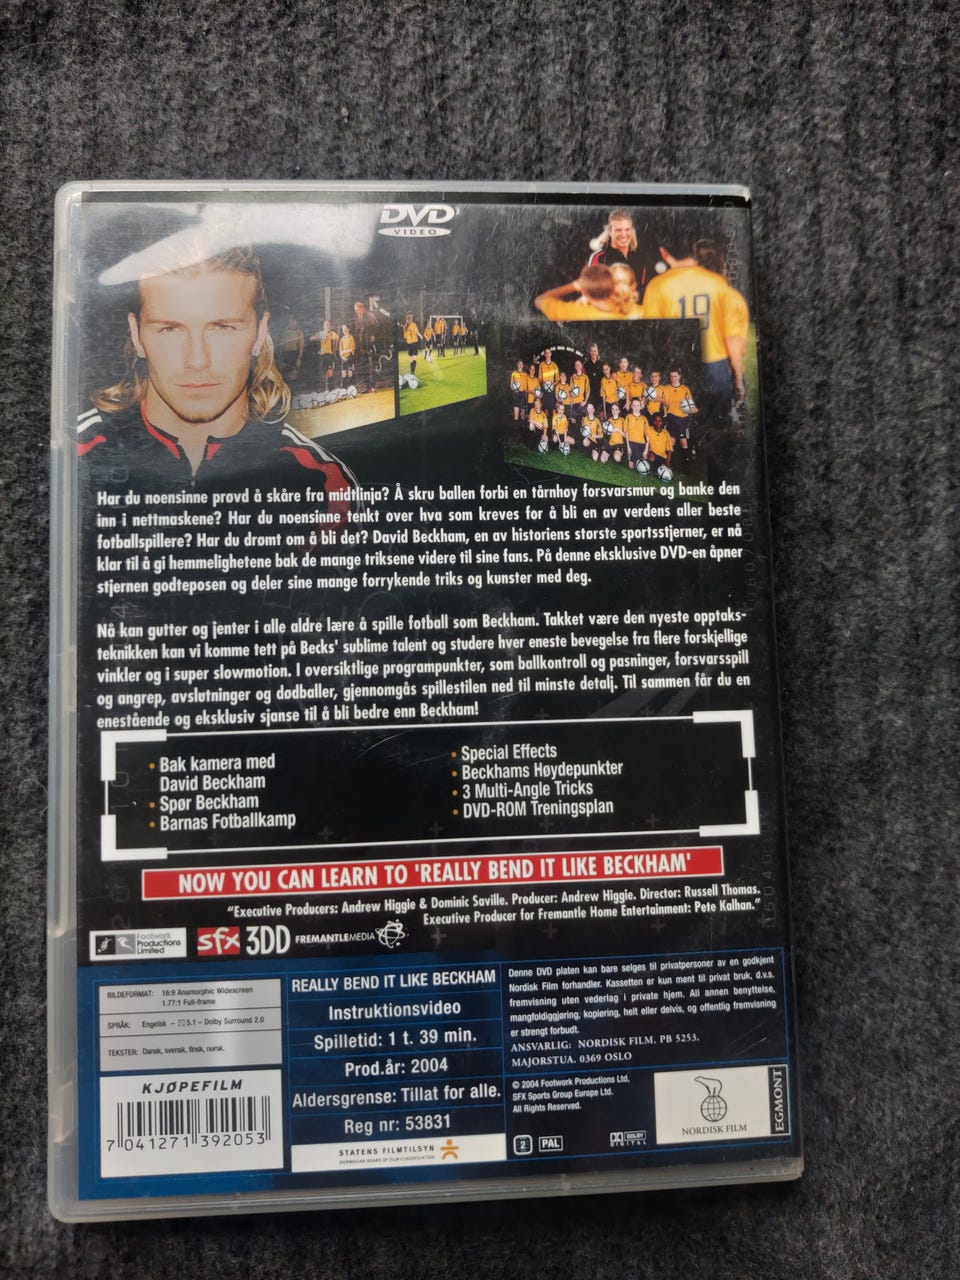 DVD
VIDEO
19
Har du noensinne prøvd å skåre fra midtlinja? Å skru ballen forbi en tårnhøy forsvarsmur og banke den
inn i nettmaskene? Har du noensinne tenkt over hva som kreves for å bli en av verdens aller beste
fotballspillere? Har du drømt om å bli det? David Beckham, en av historiens største sportsstjerner, er nå
klar til å gi hemmelighetene bak de mange triksene videre til sine fans. På denne eksklusive DVD-en åpner
stjernen godteposen og deler sine mange forrykende triks og kunster med deg.
Nå kan gutter og jenter i alle aldre lære å spille fotball som Beckham. Takket være den nyeste opptaks-
teknikken kan vi komme tett på Becks' sublime talent og studere hver eneste bevegelse fra flere forskjellige
vinkler og i super slowmotion. I oversiktlige programpunkter, som ballkontroll og pasninger, forsvarsspill
og angrep, avslutninger og dødballer, gjennomgås spillestilen ned til minste detalj. Til sammen får du en
enestående og eksklusiv sjanse til å bli bedre enn Beckham!
• Bak kamera med
David Beckham
• Spør Beckham
• Barnas Fotballkamp
• Special Effects
• Beckhams Høydepunkter
• 3 Multi-Angle Tricks
• DVD-ROM Treningsplan
NOW YOU CAN LEARN TO 'REALLY BEND IT LIKE BECKHAM'
"Executive Producers: Andrew Higgie & Dominic Saville. Producer: Andrew Higgie. Director: Russell Thomas.
Executive Producer for Fremantle Home Entertainment: Pete Kalhan."
Footwork
Productions
Limited
sfx
3DD
FREMANTLEMEDIA
BILDEFORMAT: 16:9 Anamorphic Widescreen
1.77:1 Full-frame
SPRÅK: Engelsk – 5.1 – Dolby Surround 2.0
TEKSTER: Dansk, svensk, finsk, norsk.
KJØPEFILM
7 041271 392053
REALLY BEND IT LIKE BECKHAM
Instruktionsvideo
Spilletid: 1 t. 39 min.
Prod.år: 2004
Aldersgrense: Tillat for alle.
Reg nr: 53831
STATENS FILMTILSYN
NORWEGIAN BOARD OF FILM CLASSIFICATION
Denne DVD platen kan bare selges til privatpersoner av en godkjent
Nordisk Film forhandler. Kassetten er kun ment til privat bruk, d.v.s.
fremvisning uten vederlag i private hjem. All annen benyttelse,
mangfoldiggjøring, kopiering, helt eller delvis, og offentlig fremvisning
er strengt forbudt.
ANSVARLIG: NORDISK FILM, PB 5253,
MAJORSTUA, 0369 OSLO
© 2004 Footwork Productions Ltd,
SFX Sports Group Europe Ltd.
All Rights Reserved.
2
PAL
DOLBY
DIGITAL
NORDISK FILM
EGMONT